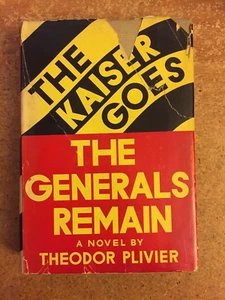 THE
KAISER
GOES
THE
GENERALS
REMAIN
A NOVEL BY
THEODOR PLIVIER